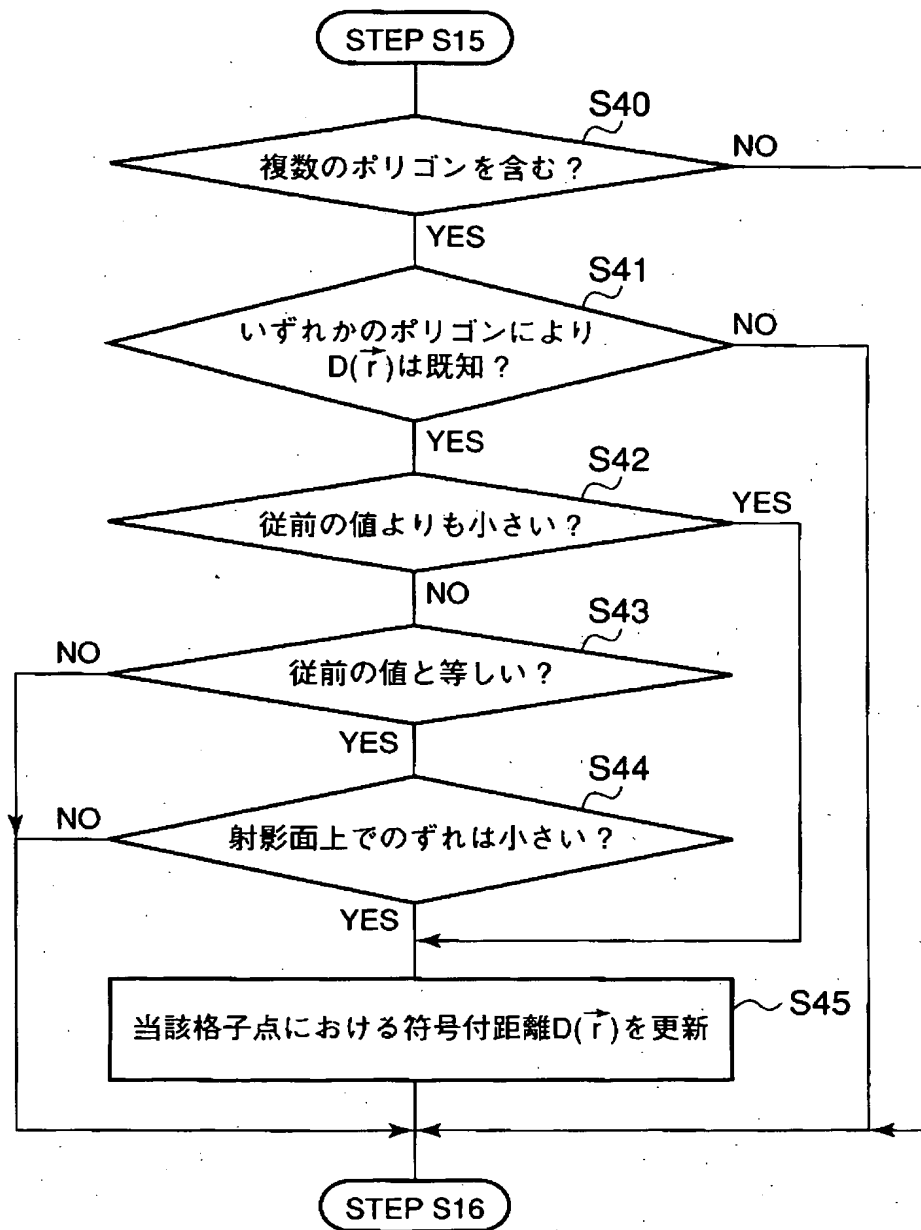 STEP S15
S40
複数のポリゴンを含む?
NO
YES
S41
いずれかのポリゴンにより
D(r⃗)は既知?
NO
YES
S42
従前の値よりも小さい?
YES
NO
S43
NO
従前の値と等しい?
YES
S44
NO
射影面上でのずれは小さい?
YES
当該格子点における符号付距離D(r⃗)を更新
S45
STEP S16